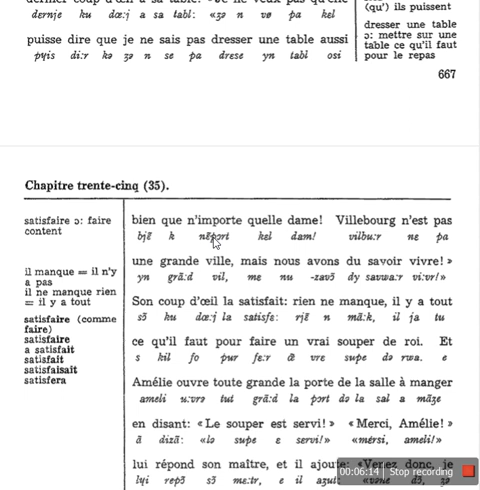 dernier coup d'œil à sa table: «Je ne veux pas qu'elle
dɛrnje ku dœ:j a sa tabl: «ʒə n vø pa kɛl
puisse dire que je ne sais pas dresser une table aussi
pɥis di:r kə ʒə n sɛ pa drɛse yn tabl osi
(qu') ils puissent
dresser une table
ɔ: mettre sur une
table ce qu'il faut
pour le repas
667
Chapitre trente-cinq (35).
satisfaire ɔ: faire
content
il manque = il n'y
a pas
il ne manque rien
= il y a tout
satisfaire (comme
faire)
satisfaire
a satisfait
satisfait
satisfaisait
satisfera
bien que n'importe quelle dame! Villebourg n'est pas
bjɛ̃ k nɛ̃pɔrt kɛl dam! vilbu:r nɛ pa
une grande ville, mais nous avons du savoir vivre!»
yn grɑ̃:d vil, mɛ nu -zavɔ̃ dy savwa:r vi:vr!»
Son coup d'œil la satisfait: rien ne manque, il y a tout
sɔ̃ ku dœ:j la satisfɛ: rjɛ̃ n mɑ̃:k, il ja tu
ce qu'il faut pour faire un vrai souper de roi. Et
s kil fo pur fɛ:r œ̃ vrɛ supe də rwa. e
Amélie ouvre toute grande la porte de la salle à manger
ameli u:vrə tut grɑ̃:d la pɔrt də la sal a mɑ̃ʒe
en disant: «Le souper est servi!» «Merci, Amélie!»
ɑ̃ dizɑ̃: «lə supe ɛ sɛrvi!» «mɛrsi, ameli!»
lui répond son maître, et il ajoute: «Venez donc, je
lɥi repɔ̃ sɔ̃ mɛ:tr, e il aʒut: «vəne dɔ̃, ʒə
00:06:14 Stop recording